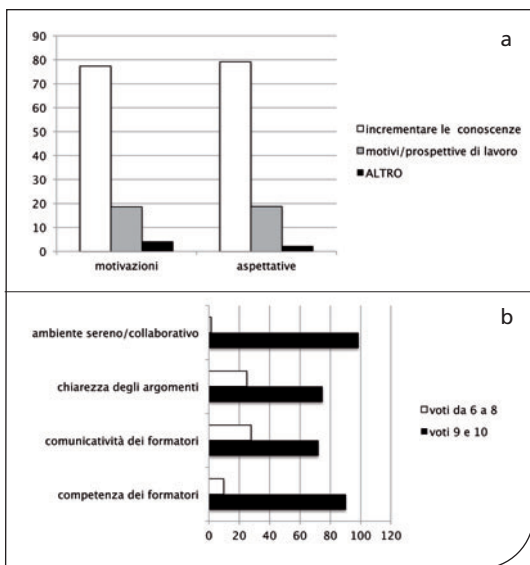 a
90
80
70
60
50
40
30
20
10
0
motivazioni
aspettative
incrementare le conoscenze
motivi/prospettive di lavoro
ALTRO
b
ambiente sereno/collaborativo
chiarezza degli argomenti
comunicatività dei formatori
competenza dei formatori
0 20 40 60 80 100 120
voti da 6 a 8
voti 9 e 10